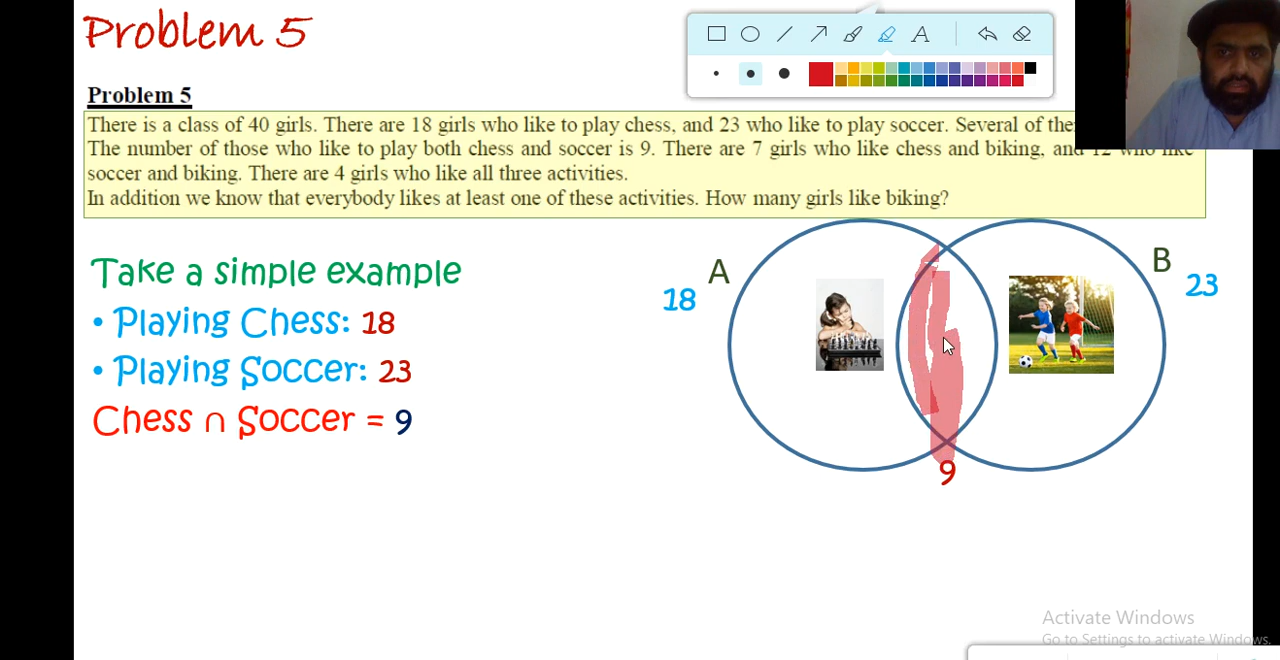 Problem 5
Problem 5
There is a class of 40 girls. There are 18 girls who like to play chess, and 23 who like to play soccer. Several of
The number of those who like to play both chess and soccer is 9. There are 7 girls who like chess and biking, and 12 who like
soccer and biking. There are 4 girls who like all three activities.
In addition we know that everybody likes at least one of these activities. How many girls like biking?
Take a simple example
• Playing Chess: 18
• Playing Soccer: 23
Chess ∩ Soccer = 9
A
18
B
23
9
A
Activate Windows
Go to Settings to activate Windows.